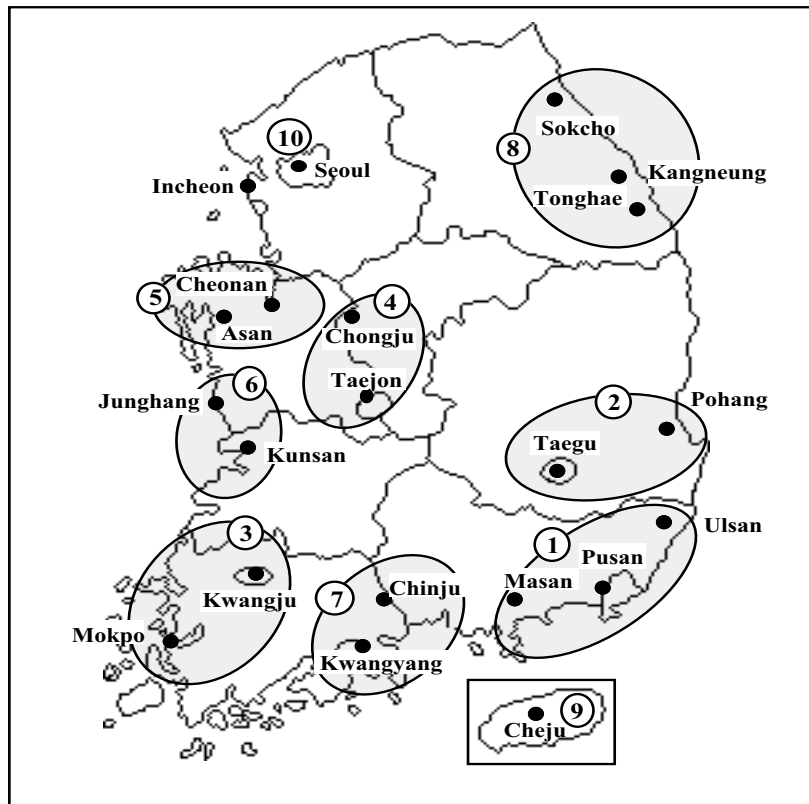 Sokcho
10
8
Seoul
Kangneung
Incheon
Tonghae
Cheonan
5
4
Asan
Chongju
Taejon
6
Junghang
2
Pohang
Taegu
Kunsan
3
1
Ulsan
Pusan
Kwangju
7
Chinju
Masan
Mokpo
Kwangyang
9
Cheju